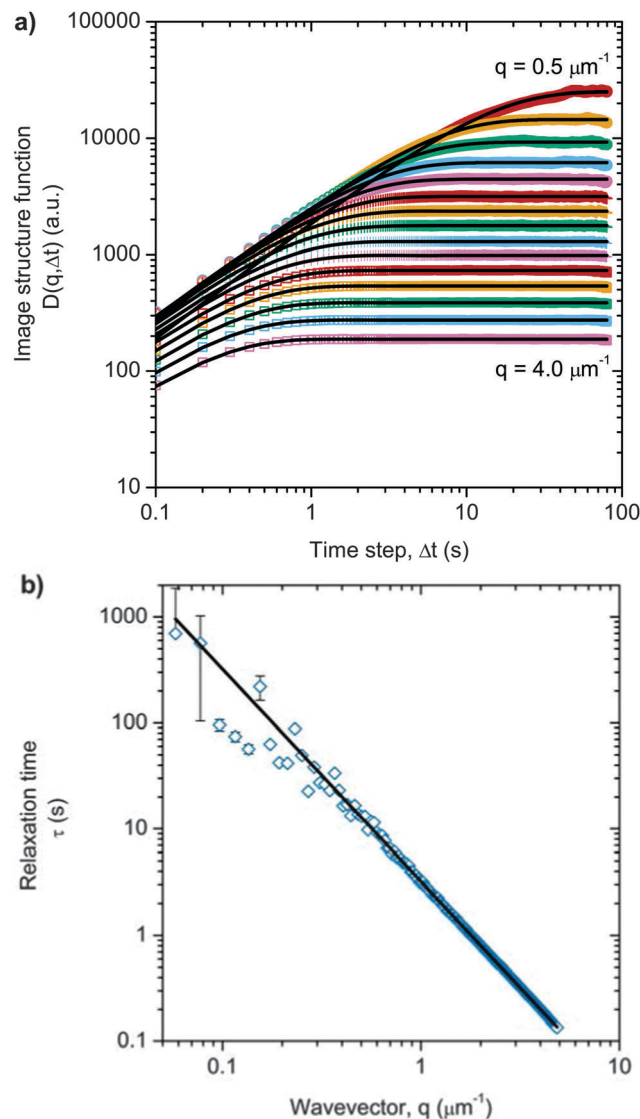 a)
100000
10000
1000
100
10
Image structure function
D(q,Δt) (a.u.)
q = 0.5 μm⁻¹
q = 4.0 μm⁻¹
0.1
1
10
100
Time step, Δt (s)
b)
1000
100
10
1
0.1
Relaxation time
τ (s)
0.1
1
10
Wavevector, q (μm⁻¹)